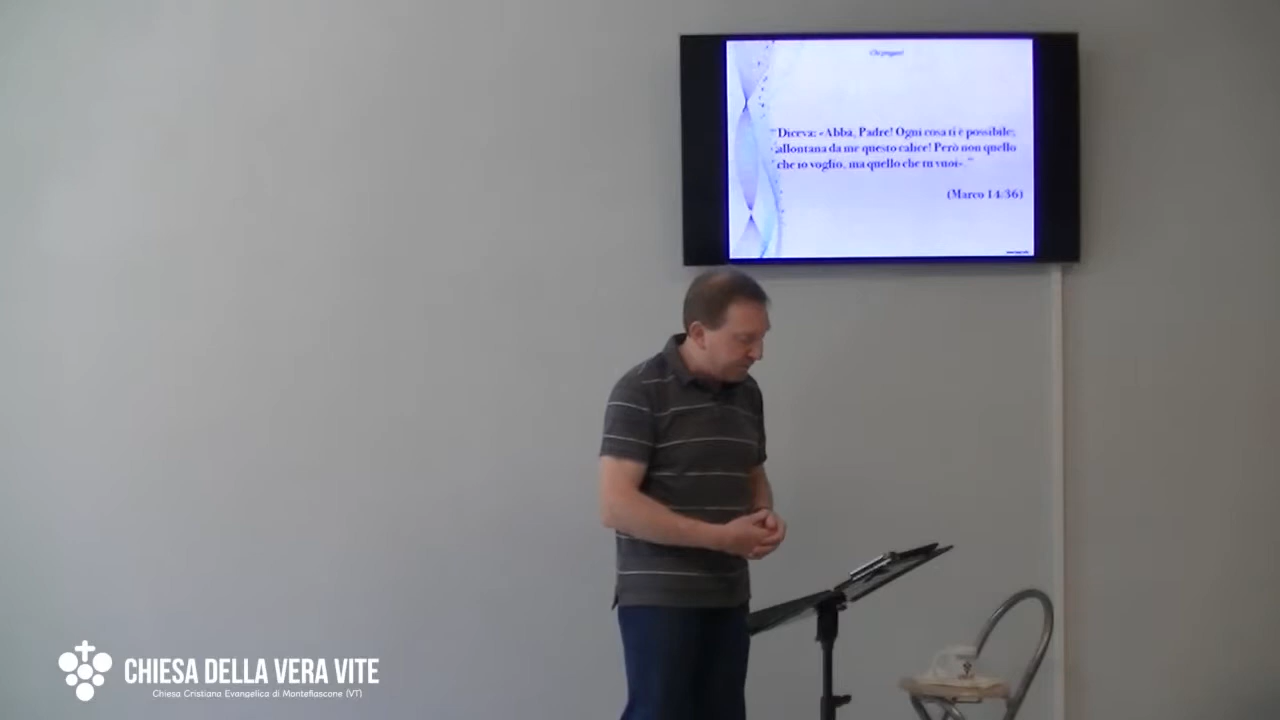 Che pregare?
"Diceva: «Abbà, Padre! Ogni cosa ti è possibile;
allontana da me questo calice! Però non quello
che io voglio, ma quello che tu vuoi»."
(Marco 14:36)
CHIESA DELLA VERA VITE
Chiesa Cristiana Evangelica di Montefiascone (VT)